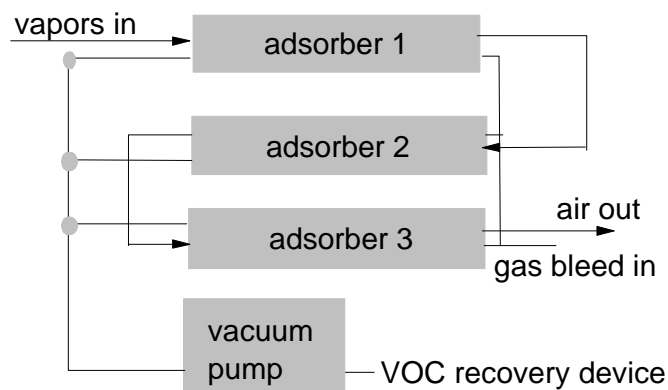 vapors in
adsorber 1
adsorber 2
adsorber 3
air out
gas bleed in
vacuum
pump
VOC recovery device